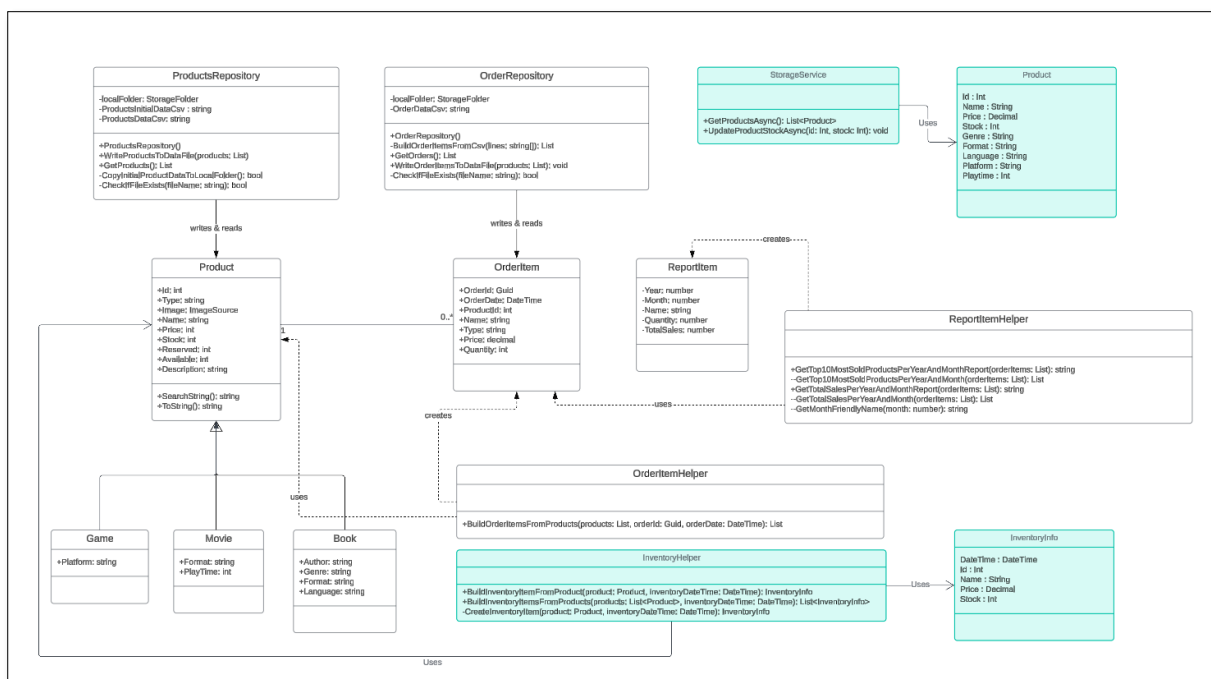 ProductsRepository
-localFolder: StorageFolder
-ProductsInitialDataCsv : string
-ProductsDataCsv: string
+ProductsRepository()
+WriteProductsToDataFile(products: List)
+GetProducts(): List
-CopyInitialProductDataToLocalFolder(): bool
-CheckIfFileExists(fileName; string): bool
OrderRepository
-localFolder: StorageFolder
-OrderDataCsv: string
+OrderRepository()
-BuildOrderItemsFromCsv(lines: string[]): List
+GetOrders(): List
+WriteOrderItemsToDataFile(products: List): void
-CheckIfFileExists(fileName; string): bool
StorageService
+GetProductsAsync(): List<Product>
+UpdateProductStockAsync(id: Int, stock: Int): void
Uses
Product
Id : Int
Name : String
Price : Decimal
Stock : Int
Genre : String
Format : String
Language : String
Platform : String
Playtime : Int
writes & reads
writes & reads
creates
Product
+Id: int
+Type: string
+Image: ImageSource
+Name: string
+Price: int
+Stock: int
+Reserved: int
+Available: int
+Description: string
+SearchString(): string
+ToString(): string
1
0..*
OrderItem
+OrderId: Guid
+OrderDate: DateTime
+ProductId: int
+Name: string
+Type: string
+Price: decimal
+Quantity: int
ReportItem
-Year: number
-Month: number
-Name: string
-Quantity: number
-TotalSales: number
ReportItemHelper
+GetTop10MostSoldProductsPerYearAndMonthReport(orderItems: List): string
--GetTop10MostSoldProductsPerYearAndMonth(orderItems: List): List
+GetTotalSalesPerYearAndMonthReport(orderItems: List): string
--GetTotalSalesPerYearAndMonth(orderItems: List): List
--GetMonthFriendlyName(month: number): string
uses
creates
uses
OrderItemHelper
+BuildOrderItemsFromProducts(products: List, orderId: Guid, orderDate: DateTime): List
Game
+Platform: string
Movie
+Format: string
+PlayTime: int
Book
+Author: string
+Genre: string
+Format: string
+Language: string
InventoryHelper
+BuildInventoryItemFromProduct(product: Product, inventoryDateTime: DateTime): InventoryInfo
+BuildInventoryItemsFromProducts(products: List<Product>, inventoryDateTime: DateTime): List<InventoryInfo>
-CreateInventoryItem(product: Product, inventoryDateTime: DateTime): InventoryInfo
Uses
InventoryInfo
DateTime : DateTime
Id : Int
Name : String
Price : Decimal
Stock : Int
Uses